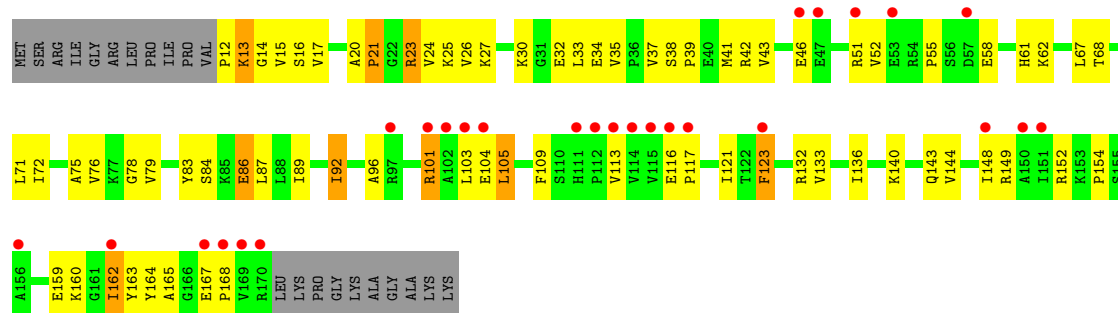 MET SER ARG ILE GLY ARG LEU PRO ILE PRO VAL P12 K13 G14 V15 S16 V17 A20 P21 G22 R23 V24 K25 V26 K27 K30 G31 E32 L33 E34 V35 P36 V37 S38 P39 E40 M41 R42 V43 E46 E47 R51 V52 E53 R54 P55 S56 D57 E58 H61 K62 L67 T68
L71 I72 A75 V76 K77 G78 V79 Y83 S84 K85 E86 L87 L88 I89 I92 A96 R97 R101 A102 L103 E104 L105 F109 S110 H111 P112 V113 V114 V115 E116 P117 I121 T122 F123 R132 V133 I136 K140 Q143 V144 I148 R149 A150 I151 R152 K153 P154 S155
A156 E159 K160 G161 I162 Y163 Y164 A165 G166 E167 P168 V169 R170 LEU LYS PRO GLY LYS ALA GLY ALA LYS LYS